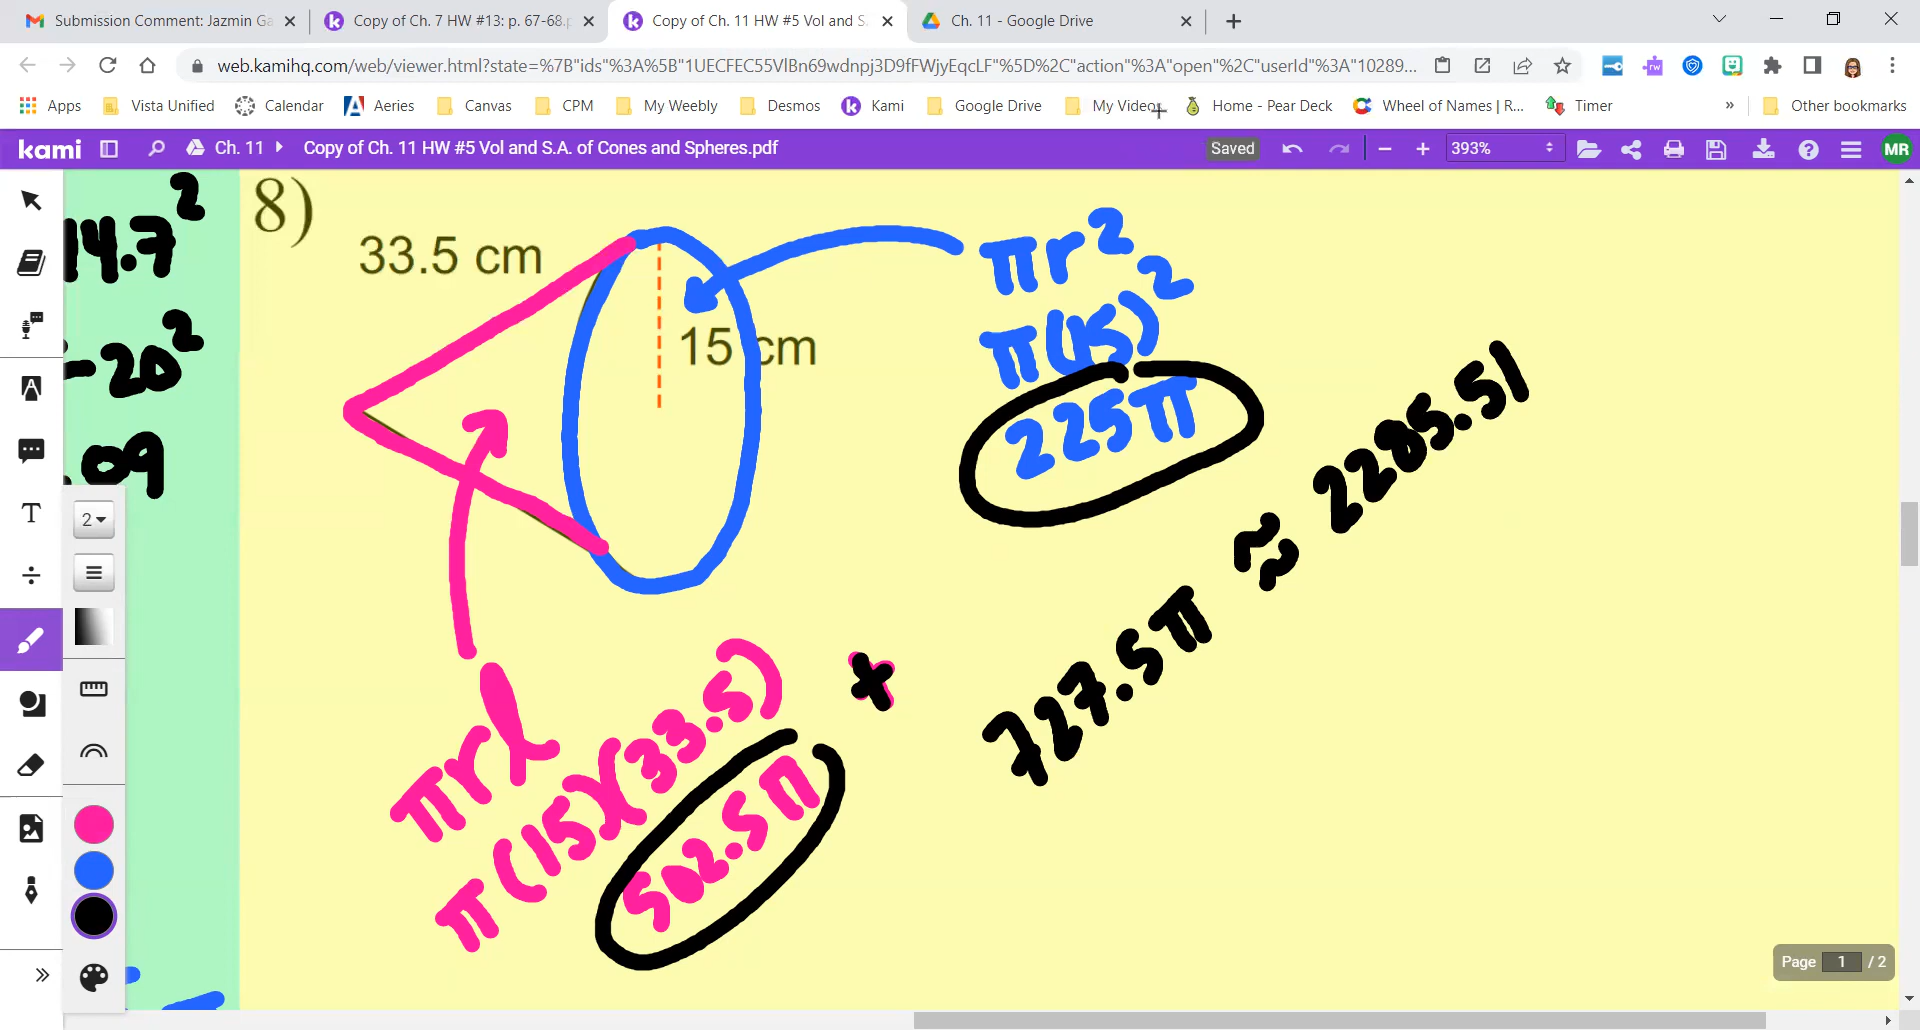 Submission Comment: Jazmin Ga
Copy of Ch. 7 HW #13: p. 67-68.p
Copy of Ch. 11 HW #5 Vol and S.
Ch. 11 - Google Drive
web.kamihq.com/web/viewer.html?state=%7B"ids"%3A%5B"1UECFEC55VlBn69wdnpj3D9fFWjyEqcLF"%5D%2C"action"%3A"open"%2C"userId"%3A"10289...
Apps
Vista Unified
Calendar
Aeries
Canvas
CPM
My Weebly
Desmos
Kami
Google Drive
My Videos
Home - Pear Deck
Wheel of Names | R...
Timer
»
Other bookmarks
kami
Ch. 11
Copy of Ch. 11 HW #5 Vol and S.A. of Cones and Spheres.pdf
Saved
393%
MR
14.7²
-20²
.09
8)
33.5 cm
15 cm
πr²
π(15)²
225π
πrl
π(15)(33.5)
502.5π
+
727.5π ≈ 2285.51
2
T
Page 1 / 2